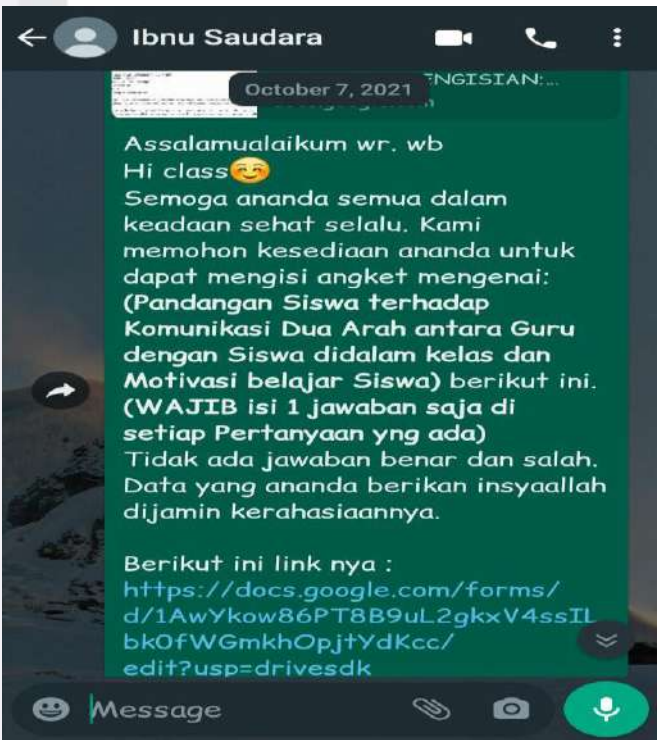 Ibnu Saudara
October 7, 2021
ENGISIAN:...
Assalamualaikum wr. wb
Hi class
Semoga ananda semua dalam
keadaan sehat selalu. Kami
memohon kesediaan ananda untuk
dapat mengisi angket mengenai:
(Pandangan Siswa terhadap
Komunikasi Dua Arah antara Guru
dengan Siswa didalam kelas dan
Motivasi belajar Siswa) berikut ini.
(WAJIB isi 1 jawaban saja di
setiap Pertanyaan yng ada)
Tidak ada jawaban benar dan salah.
Data yang ananda berikan insyaallah
dijamin kerahasiaannya.
Berikut ini link nya :
https://docs.google.com/forms/
d/1AwYkow86PT8B9uL2gkxV4ssIL
bkOfWGmkhOpjtYdKcc/
edit?usp=drivesdk
Message